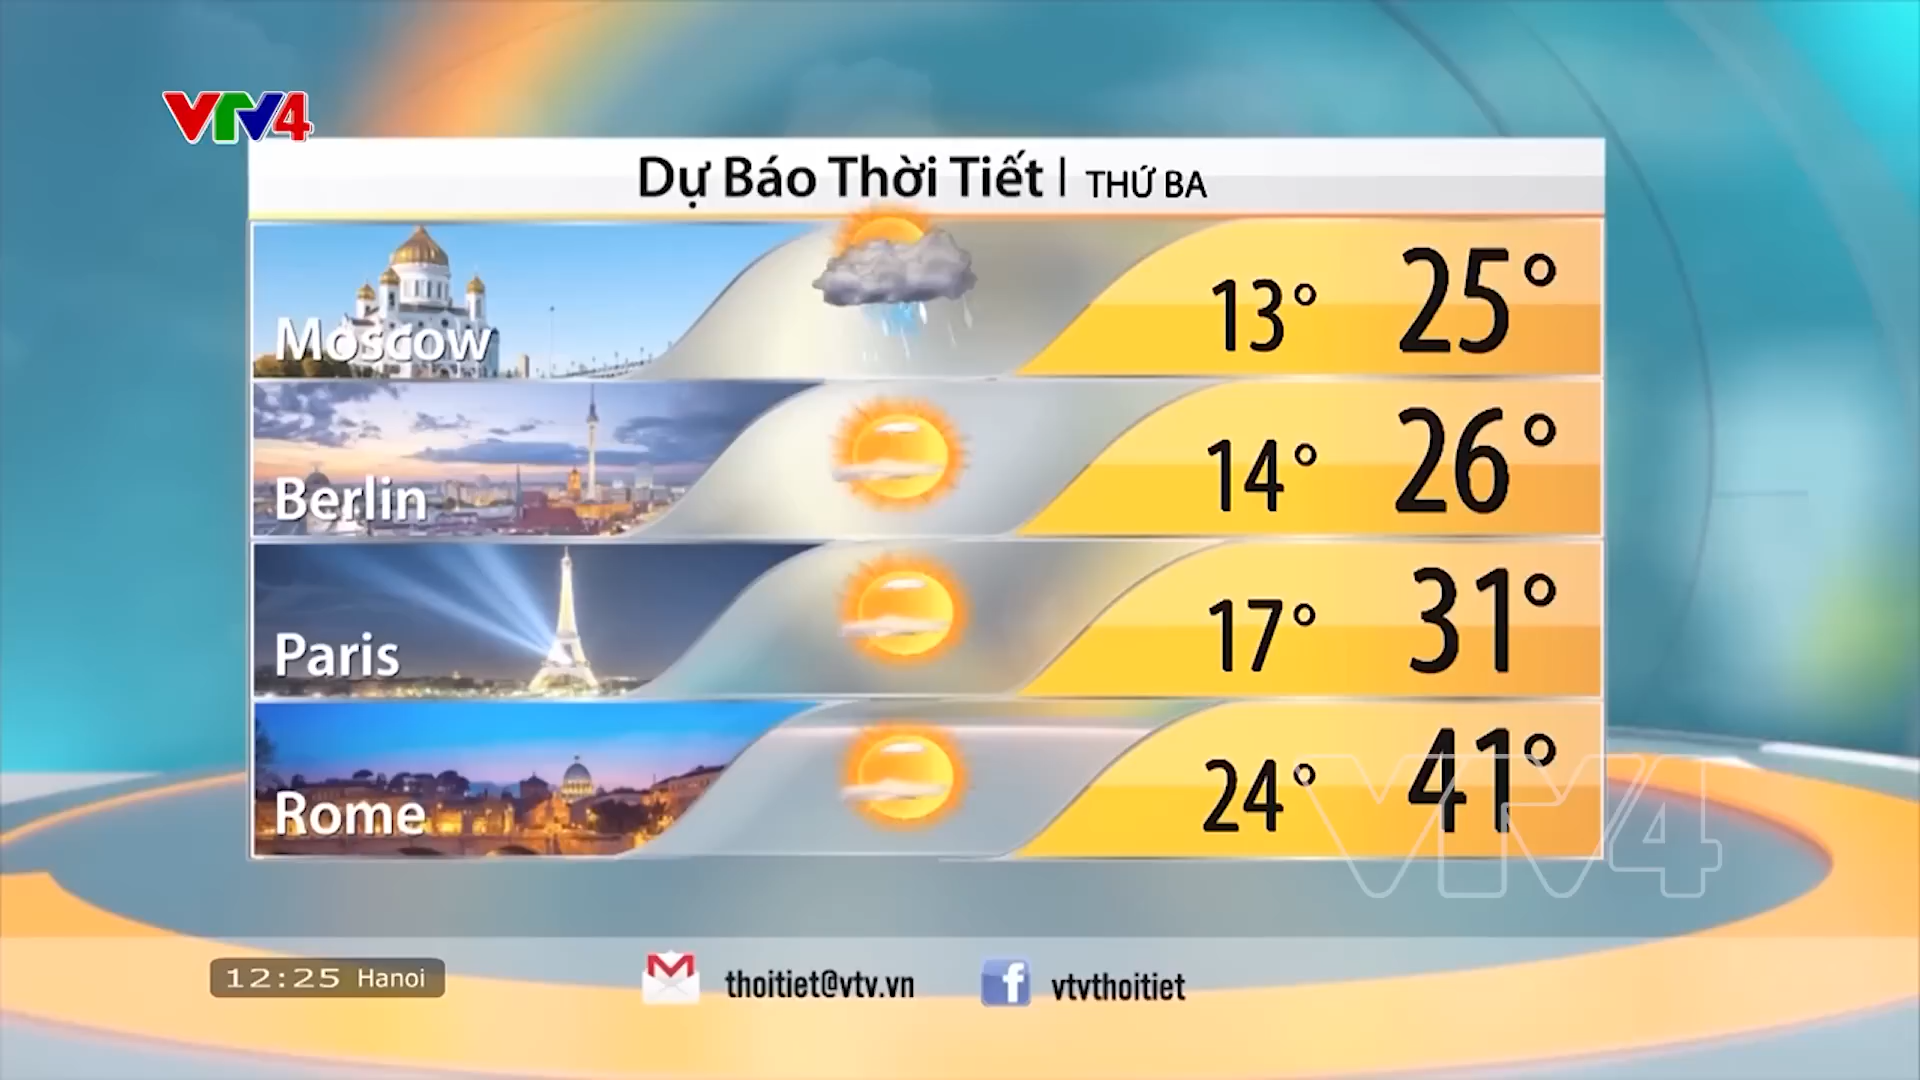 VTV4
Dự Báo Thời Tiết | THỨ BA
Moscow 13° 25°
Berlin 14° 26°
Paris 17° 31°
Rome 24° 41°
VTV4
12:25 Hanoi thoitiet@vtv.vn vtvthoitiet